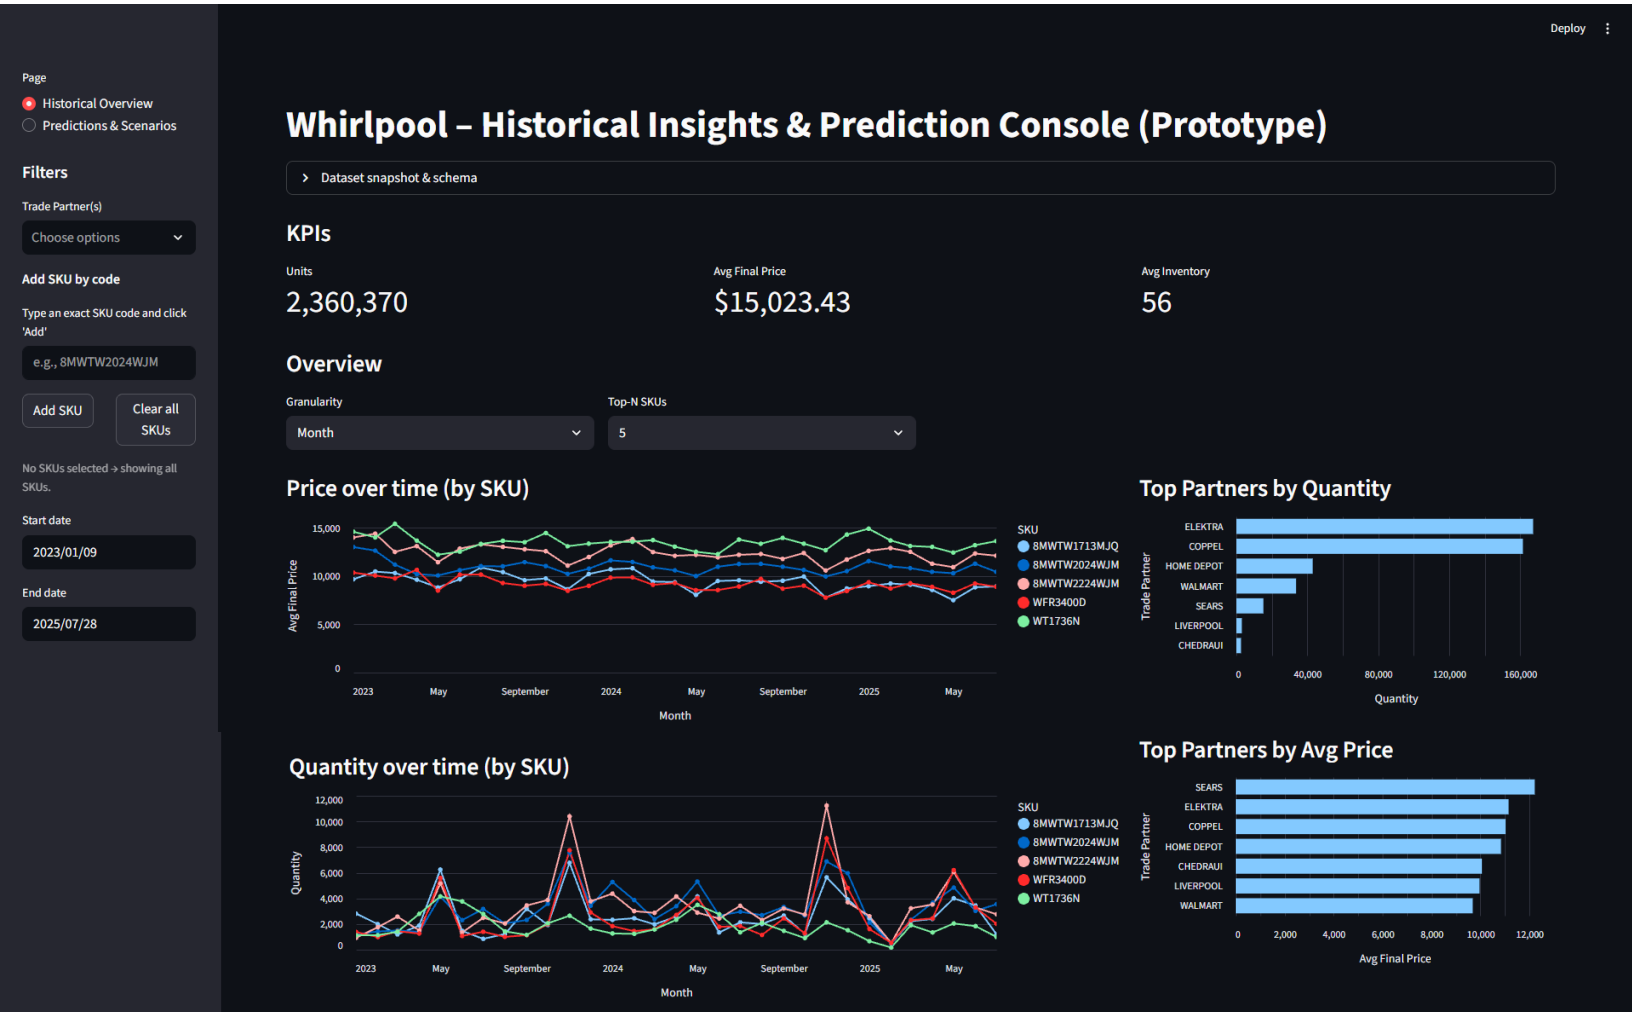 Deploy
Page
Historical Overview
Predictions & Scenarios
Filters
Trade Partner(s)
Choose options
Add SKU by code
Type an exact SKU code and click
'Add'
e.g., 8MWTW2024WJM
Add SKU
Clear all
SKUs
No SKUs selected → showing all
SKUs.
Start date
2023/01/09
End date
2025/07/28
Whirlpool – Historical Insights & Prediction Console (Prototype)
Dataset snapshot & schema
KPIs
Units
2,360,370
Avg Final Price
$15,023.43
Avg Inventory
56
Overview
Granularity
Month
Top-N SKUs
5
Price over time (by SKU)
15,000
10,000
5,000
0
Avg Final Price
2023
May
September
2024
May
September
2025
May
Month
SKU
8MWTW1713MJQ
8MWTW2024WJM
8MWTW2224WJM
WFR3400D
WT1736N
Top Partners by Quantity
Trade Partner
ELEKTRA
COPPEL
HOME DEPOT
WALMART
SEARS
LIVERPOOL
CHEDRAUI
0
40,000
80,000
120,000
160,000
Quantity
Quantity over time (by SKU)
12,000
10,000
8,000
6,000
4,000
2,000
0
Quantity
2023
May
September
2024
May
September
2025
May
Month
SKU
8MWTW1713MJQ
8MWTW2024WJM
8MWTW2224WJM
WFR3400D
WT1736N
Top Partners by Avg Price
Trade Partner
SEARS
ELEKTRA
COPPEL
HOME DEPOT
CHEDRAUI
LIVERPOOL
WALMART
0
2,000
4,000
6,000
8,000
10,000
12,000
Avg Final Price